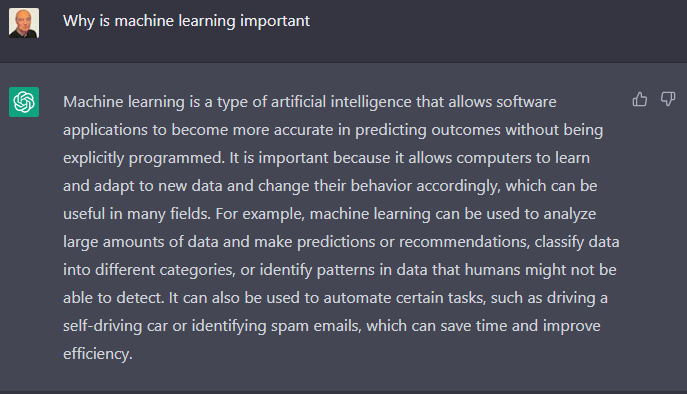 Why is machine learning important
Machine learning is a type of artificial intelligence that allows software
applications to become more accurate in predicting outcomes without being
explicitly programmed. It is important because it allows computers to learn
and adapt to new data and change their behavior accordingly, which can be
useful in many fields. For example, machine learning can be used to analyze
large amounts of data and make predictions or recommendations, classify data
into different categories, or identify patterns in data that humans might not be
able to detect. It can also be used to automate certain tasks, such as driving a
self-driving car or identifying spam emails, which can save time and improve
efficiency.